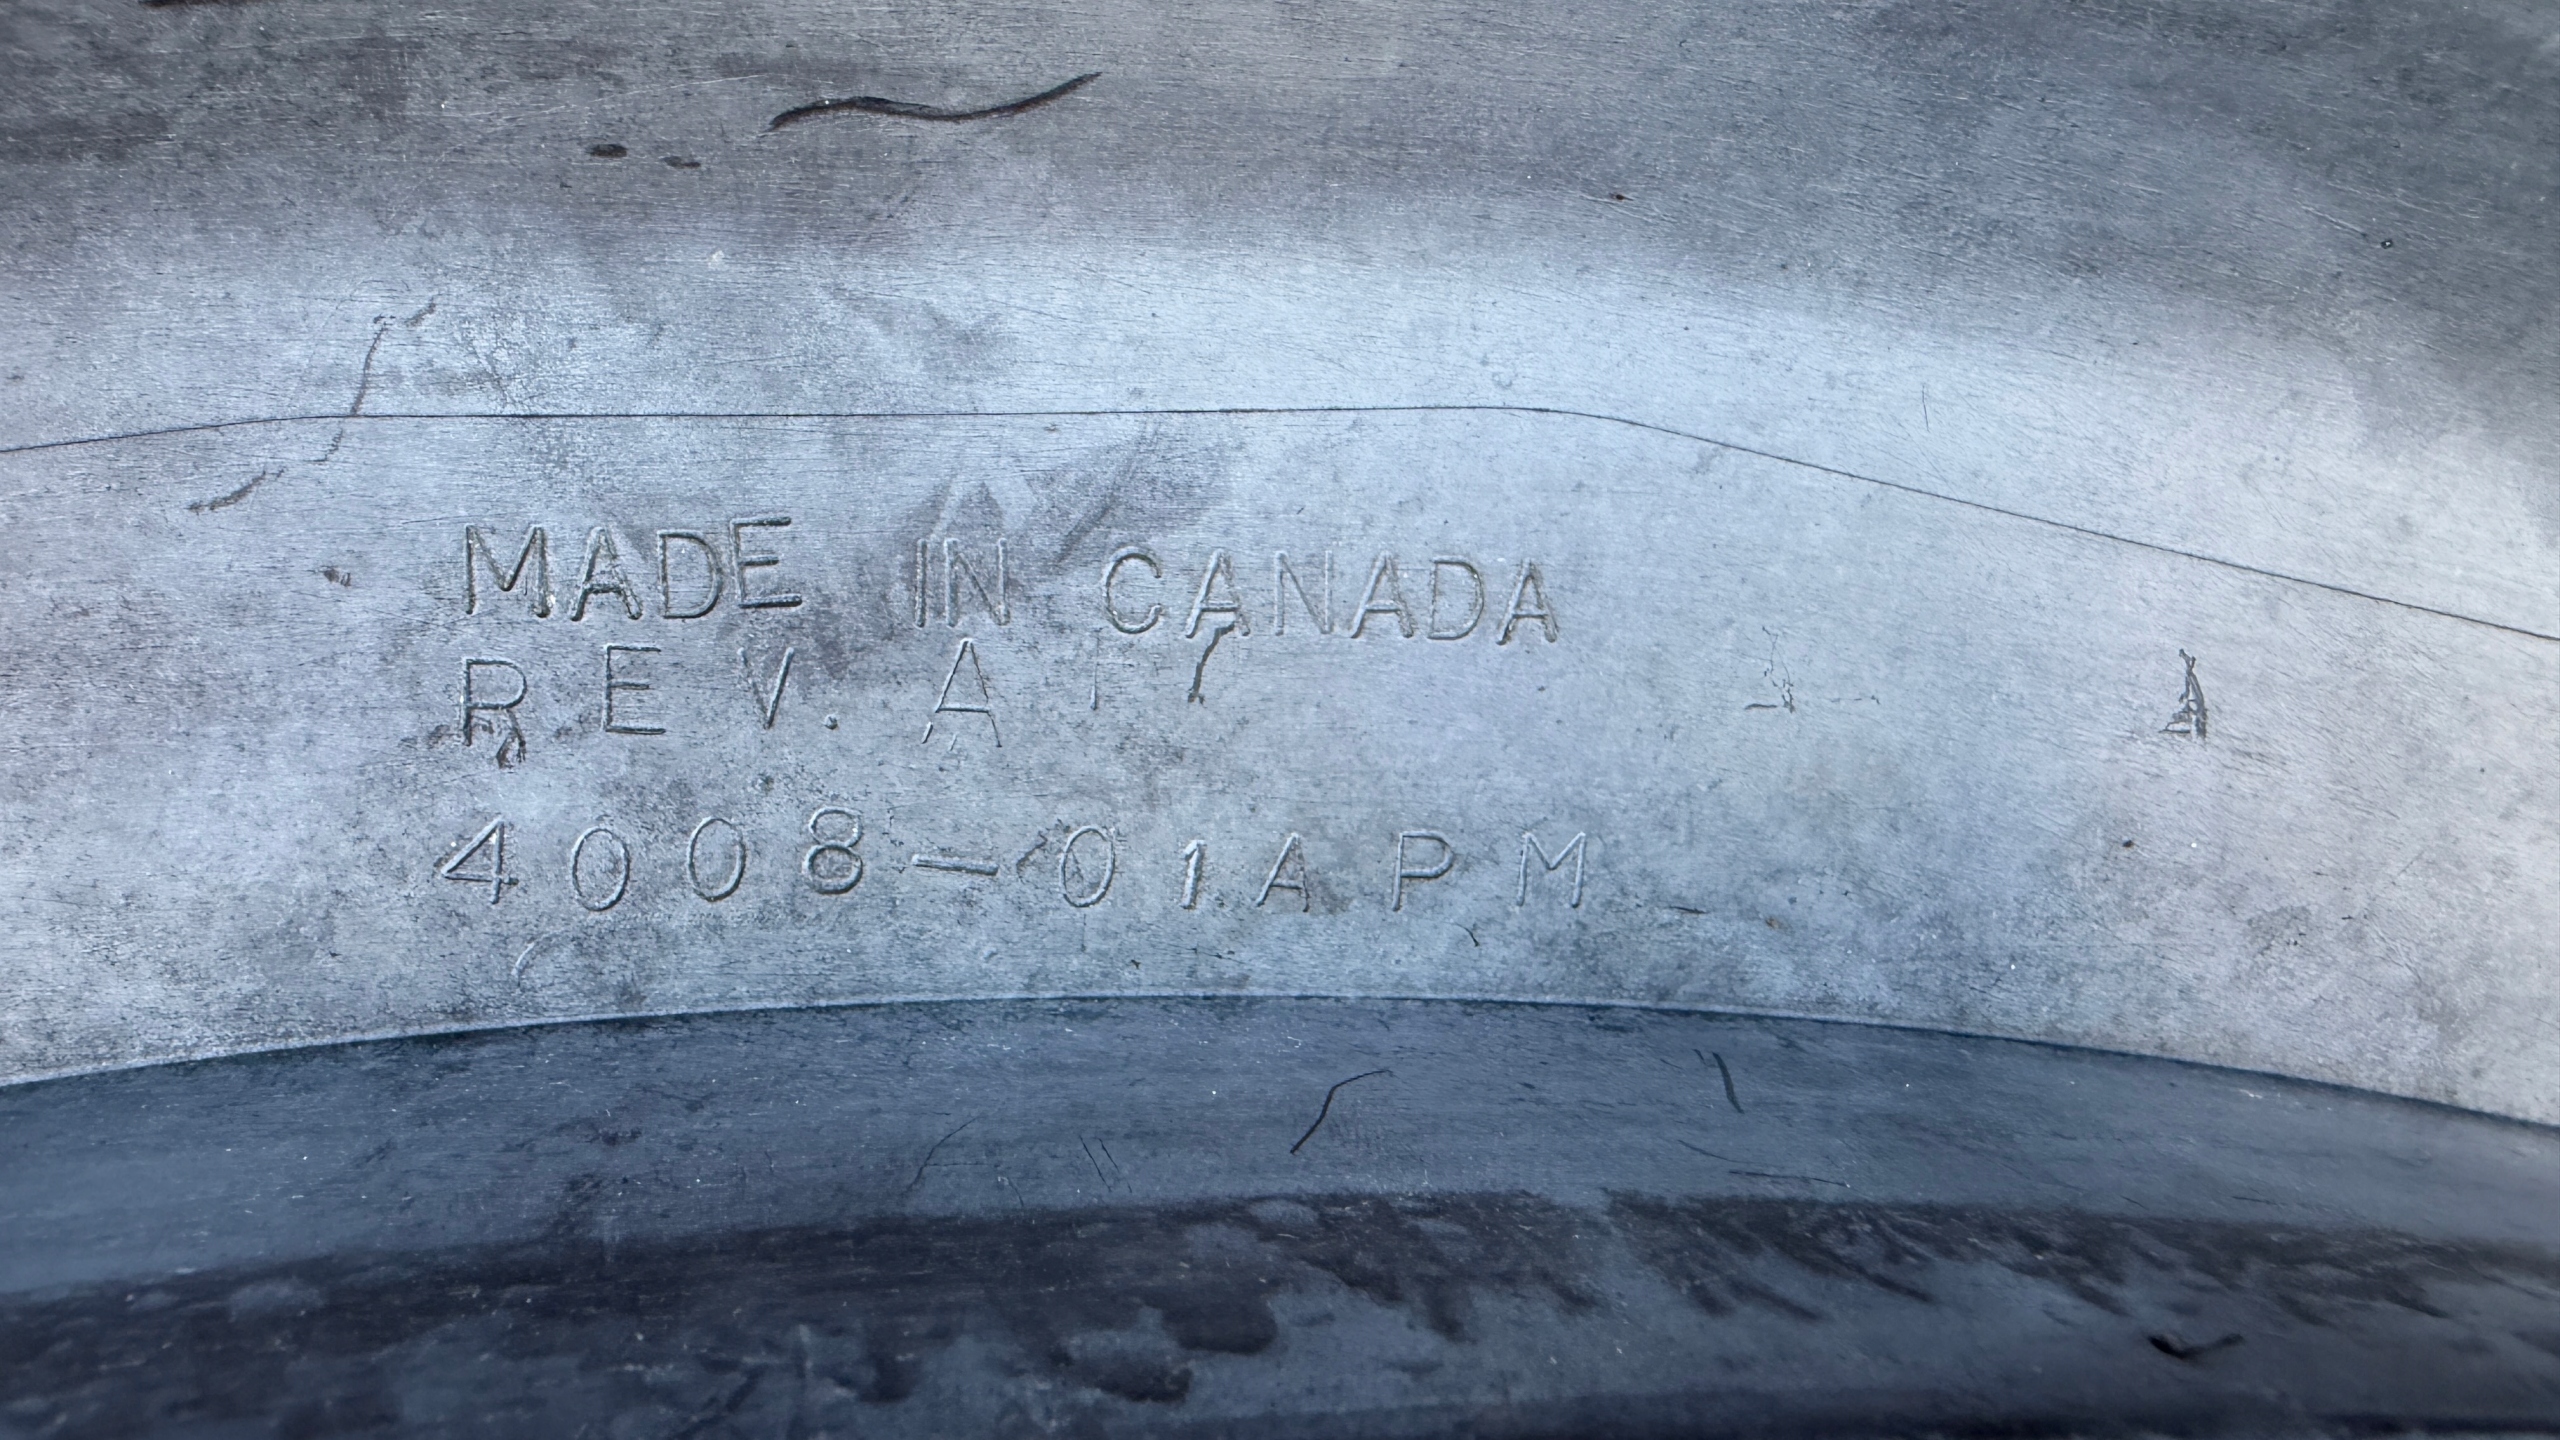 MADE IN CANADA
REV. A
4008-01APM